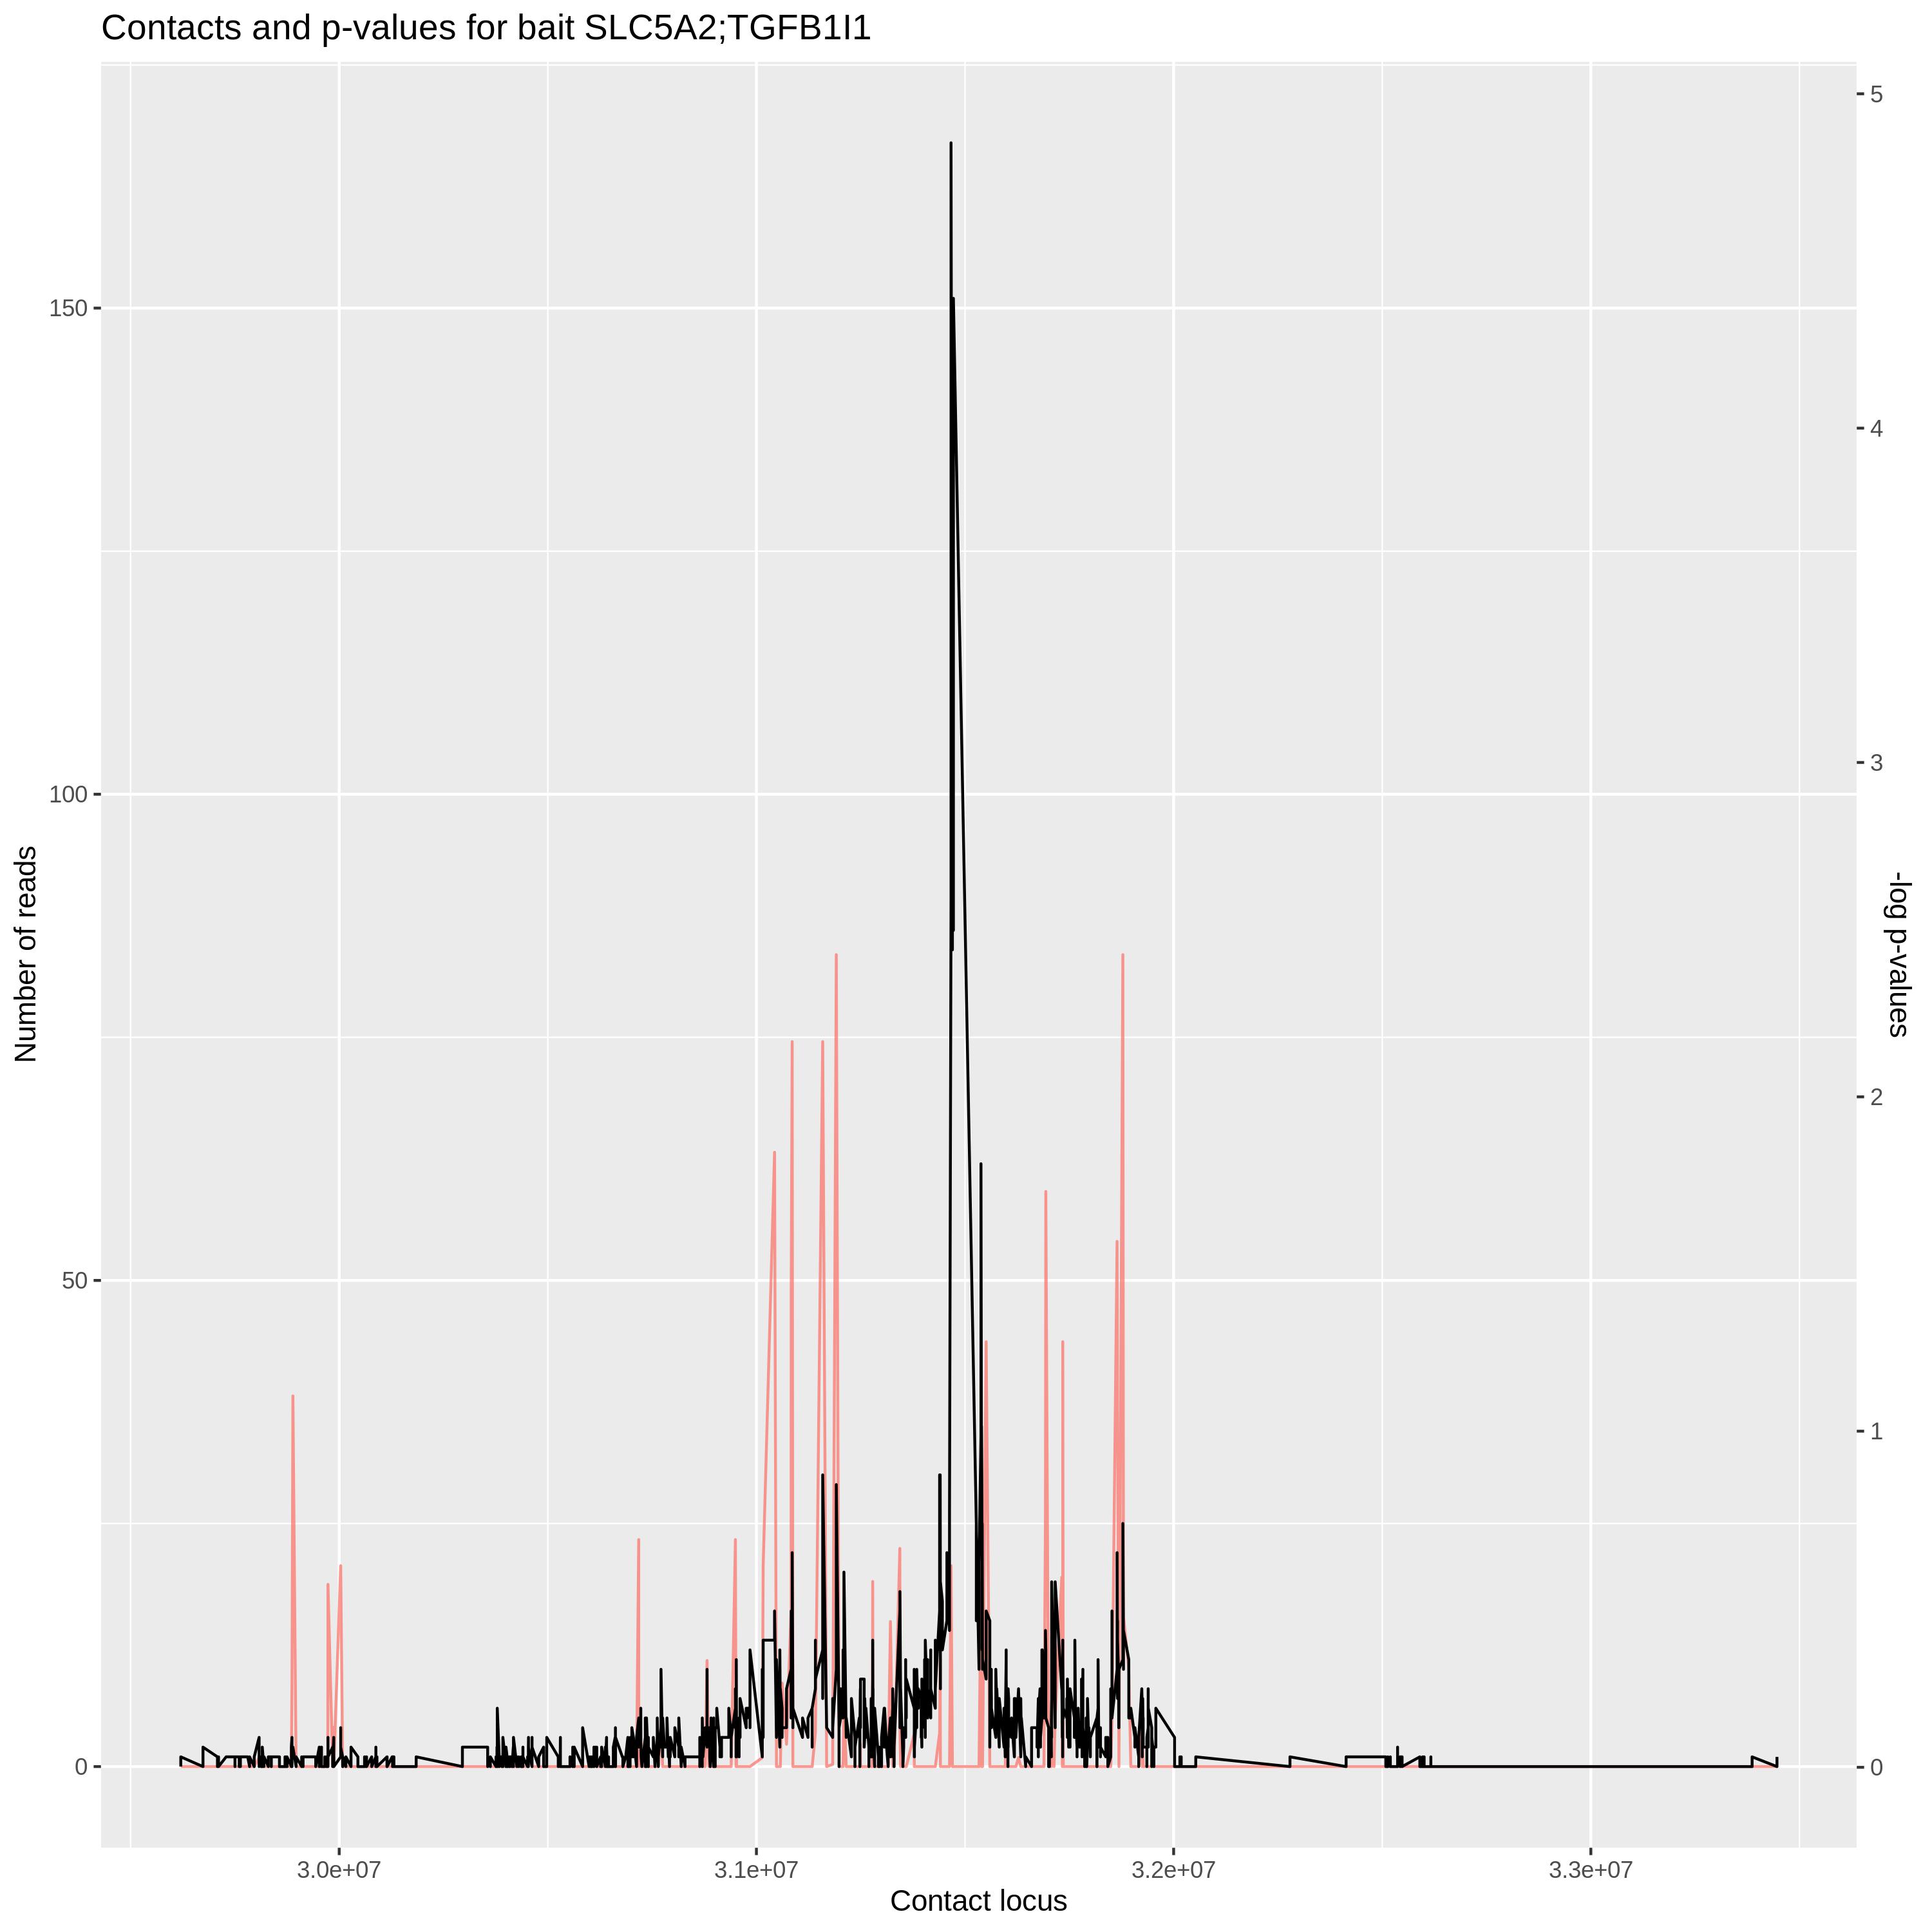 Contacts and p-values for bait SLC5A2;TGFB1I1
5
150
4
3
100
Number of reads
-log p-values
2
50
1
0
0
3.0e+07
3.1e+07
3.2e+07
3.3e+07
Contact locus